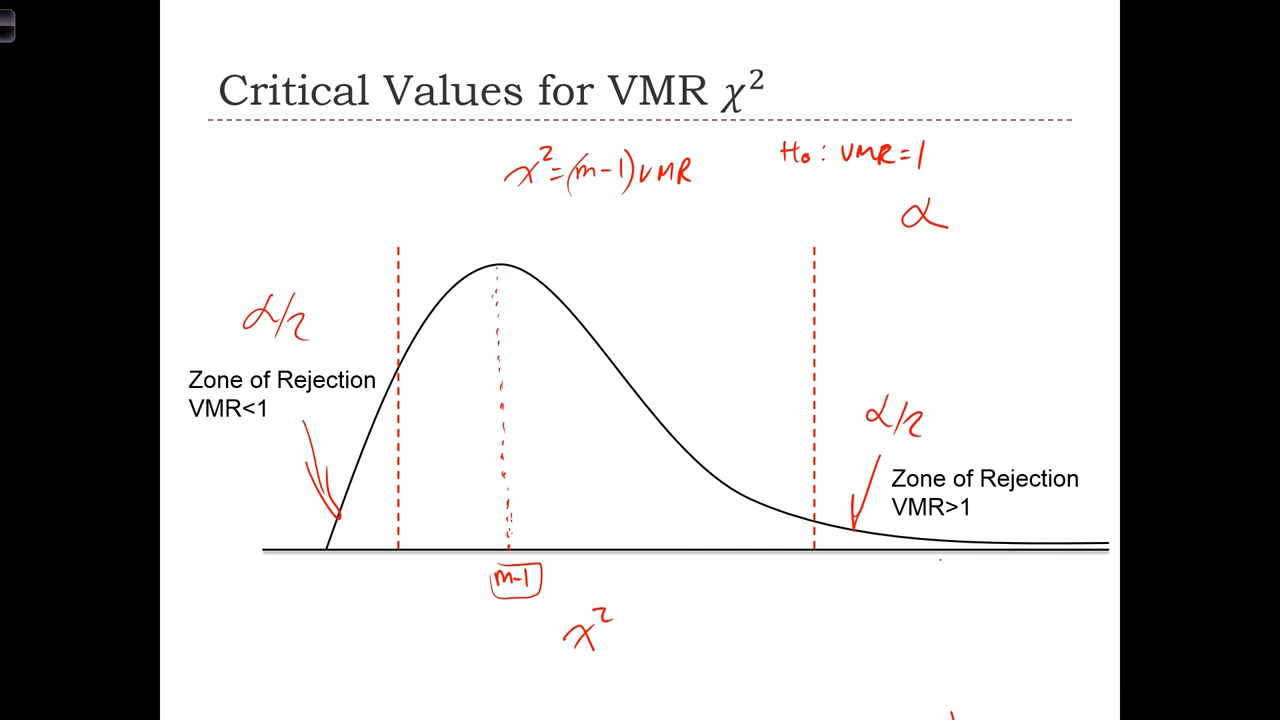 Critical Values for VMR χ²
χ²=(m-1)VMR
H₀: VMR=1
α
α/2
Zone of Rejection
VMR<1
α/2
Zone of Rejection
VMR>1
m-1
χ²